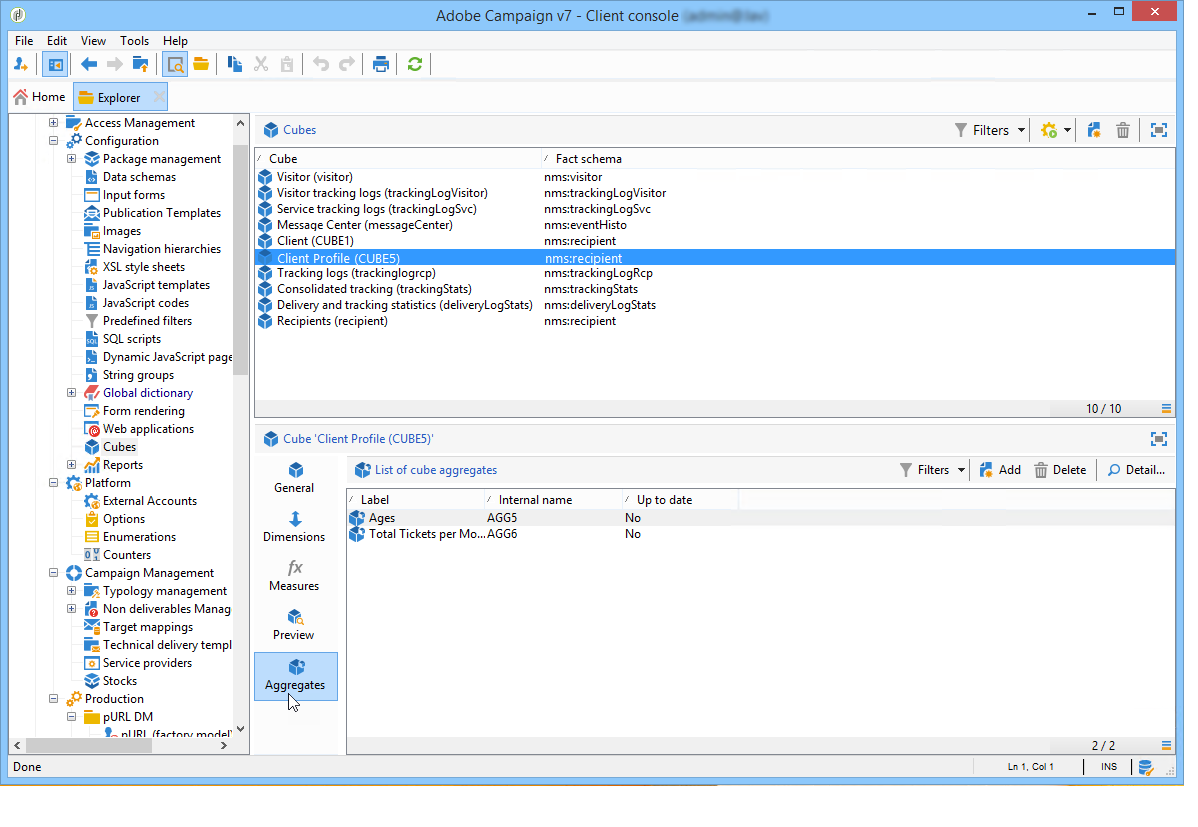 Adobe Campaign v7 - Client console
File Edit View Tools Help
Home Explorer
Access Management
Configuration
Package management
Data schemas
Input forms
Publication Templates
Images
Navigation hierarchies
XSL style sheets
JavaScript templates
JavaScript codes
Predefined filters
SQL scripts
Dynamic JavaScript page
String groups
Global dictionary
Form rendering
Web applications
Cubes
Reports
Platform
External Accounts
Options
Enumerations
Counters
Campaign Management
Typology management
Non deliverables Manag
Target mappings
Technical delivery templ
Service providers
Stocks
Production
pURL DM
pURL (factory model)
Cubes Filters
Cube Fact schema
Visitor (visitor) nms:visitor
Visitor tracking logs (trackingLogVisitor) nms:trackingLogVisitor
Service tracking logs (trackingLogSvc) nms:trackingLogSvc
Message Center (messageCenter) nms:eventHisto
Client (CUBE1) nms:recipient
Client Profile (CUBE5) nms:recipient
Tracking logs (trackinglogrcp) nms:trackingLogRcp
Consolidated tracking (trackingStats) nms:trackingStats
Delivery and tracking statistics (deliveryLogStats) nms:deliveryLogStats
Recipients (recipient) nms:recipient
10 / 10
Cube 'Client Profile (CUBE5)'
General
Dimensions
fx
Measures
Preview
Aggregates
List of cube aggregates Filters Add Delete Detail...
Label Internal name Up to date
Ages AGG5 No
Total Tickets per Mo... AGG6 No
2 / 2
Done Ln 1, Col 1 INS